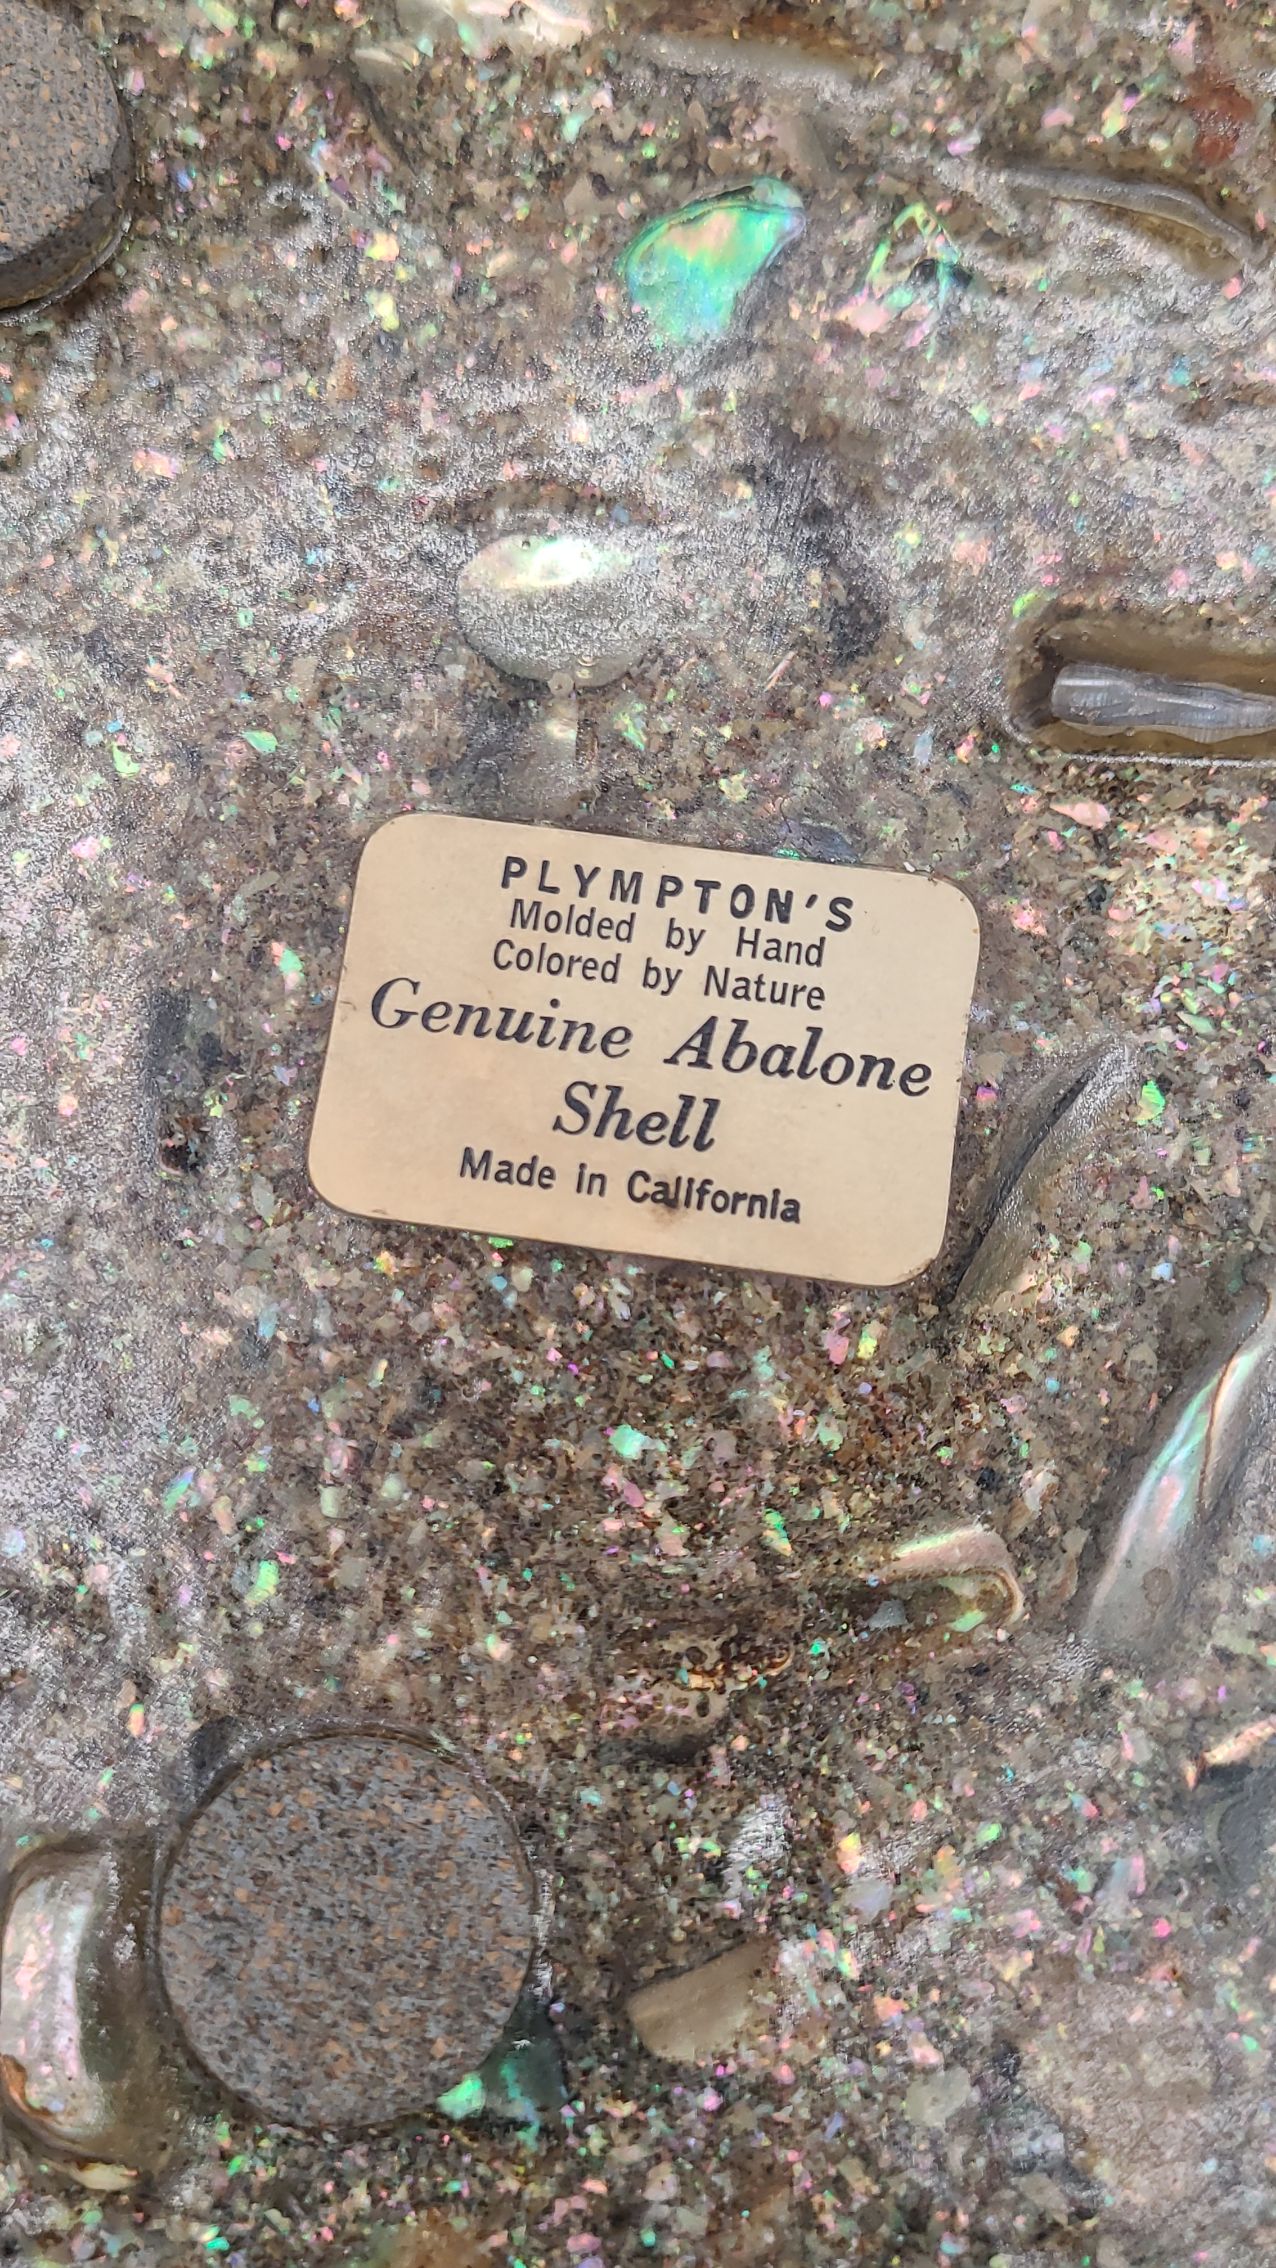 PLYMPTON'S
Molded by Hand
Colored by Nature
Genuine Abalone
Shell
Made in California